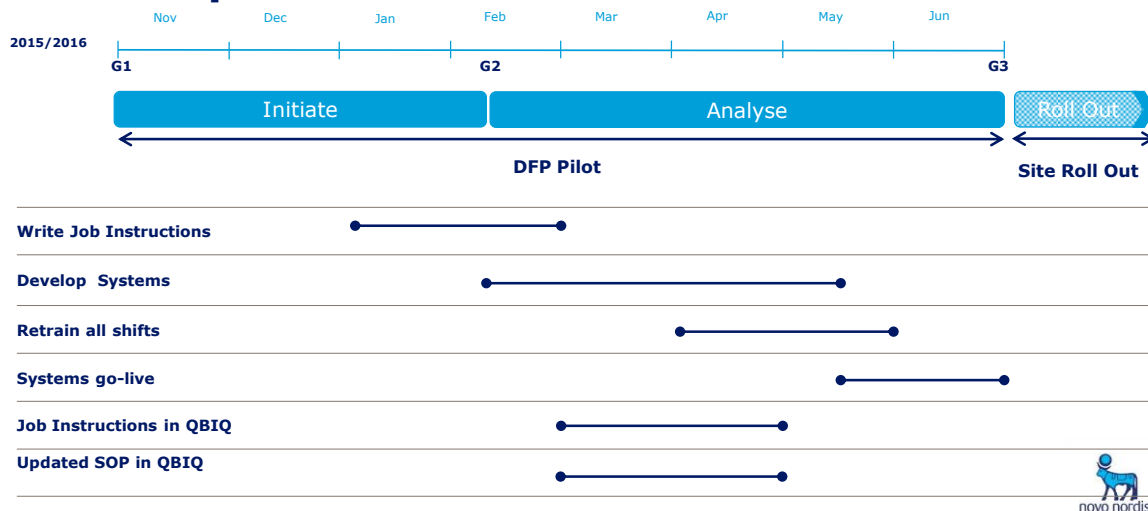 Nov Dec Jan Feb Mar Apr May Jun
2015/2016
G1 G2 G3
Initiate Analyse Roll Out
DFP Pilot
Site Roll Out
Write Job Instructions
Develop Systems
Retrain all shifts
Systems go-live
Job Instructions in QBIQ
Updated SOP in QBIQ
novo nordis